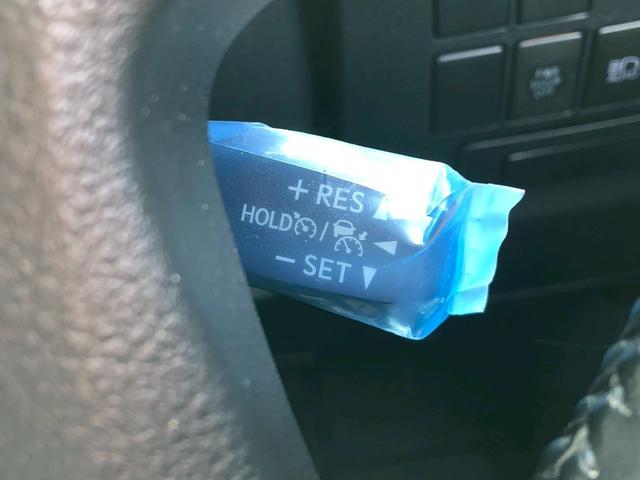 + RES ▲
HOLD / ◀
− SET ▼